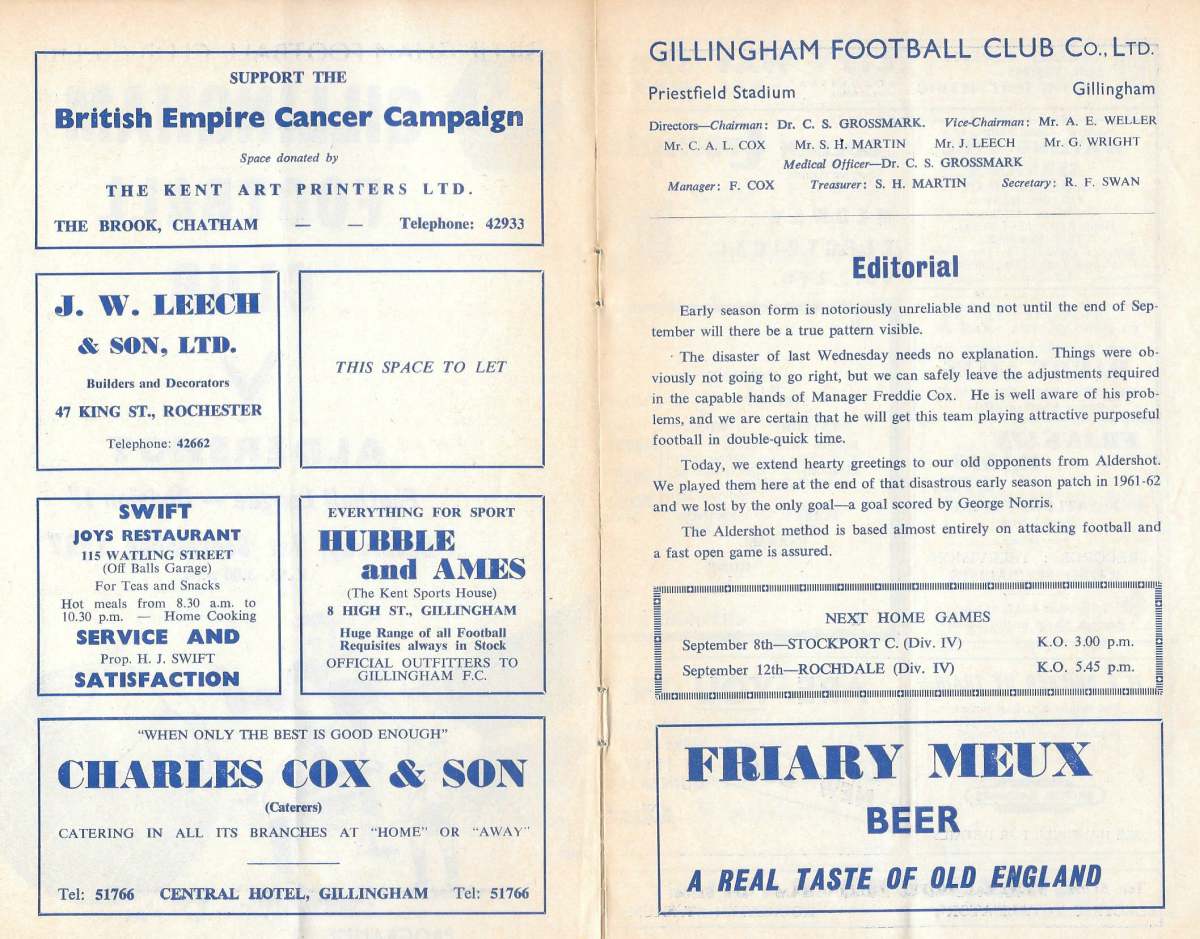 SUPPORT THE
British Empire Cancer Campaign
Space donated by
THE KENT ART PRINTERS LTD.
THE BROOK, CHATHAM — — Telephone: 42933
J. W. LEECH
& SON, LTD.
Builders and Decorators
47 KING ST., ROCHESTER
Telephone: 42662
THIS SPACE TO LET
SWIFT
JOYS RESTAURANT
115 WATLING STREET
(Off Balls Garage)
For Teas and Snacks
Hot meals from 8.30 a.m. to
10.30 p.m. — Home Cooking
SERVICE AND
Prop. H. J. SWIFT
SATISFACTION
EVERYTHING FOR SPORT
HUBBLE
and AMES
(The Kent Sports House)
8 HIGH ST., GILLINGHAM
Huge Range of all Football
Requisites always in Stock
OFFICIAL OUTFITTERS TO
GILLINGHAM F.C.
"WHEN ONLY THE BEST IS GOOD ENOUGH"
CHARLES COX & SON
(Caterers)
CATERING IN ALL ITS BRANCHES AT "HOME" OR "AWAY"
Tel: 51766 CENTRAL HOTEL, GILLINGHAM Tel: 51766
GILLINGHAM FOOTBALL CLUB Co., LTD.
Priestfield Stadium Gillingham
Directors—Chairman: Dr. C. S. GROSSMARK. Vice-Chairman: Mr. A. E. WELLER
Mr. C. A. L. COX Mr. S. H. MARTIN Mr. J. LEECH Mr. G. WRIGHT
Medical Officer—Dr. C. S. GROSSMARK
Manager: F. COX Treasurer: S. H. MARTIN Secretary: R. F. SWAN
Editorial
Early season form is notoriously unreliable and not until the end of Sep-
tember will there be a true pattern visible.
The disaster of last Wednesday needs no explanation. Things were ob-
viously not going to go right, but we can safely leave the adjustments required
in the capable hands of Manager Freddie Cox. He is well aware of his prob-
lems, and we are certain that he will get this team playing attractive purposeful
football in double-quick time.
Today, we extend hearty greetings to our old opponents from Aldershot.
We played them here at the end of that disastrous early season patch in 1961-62
and we lost by the only goal—a goal scored by George Norris.
The Aldershot method is based almost entirely on attacking football and
a fast open game is assured.
NEXT HOME GAMES
September 8th—STOCKPORT C. (Div. IV) K.O. 3.00 p.m.
September 12th—ROCHDALE (Div. IV) K.O. 5.45 p.m.
FRIARY MEUX
BEER
A REAL TASTE OF OLD ENGLAND